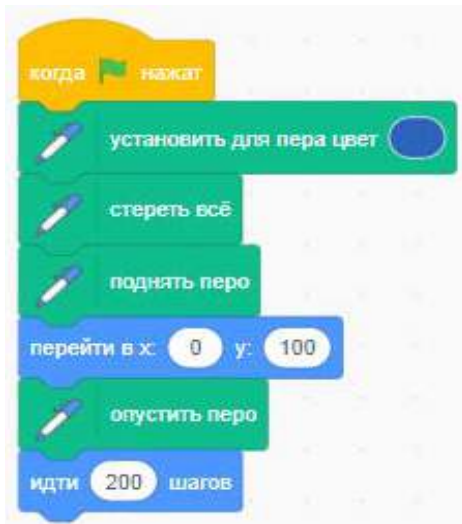 когда нажат
установить для пера цвет
стереть всё
поднять перо
перейти в x: 0 y: 100
опустить перо
идти 200 шагов